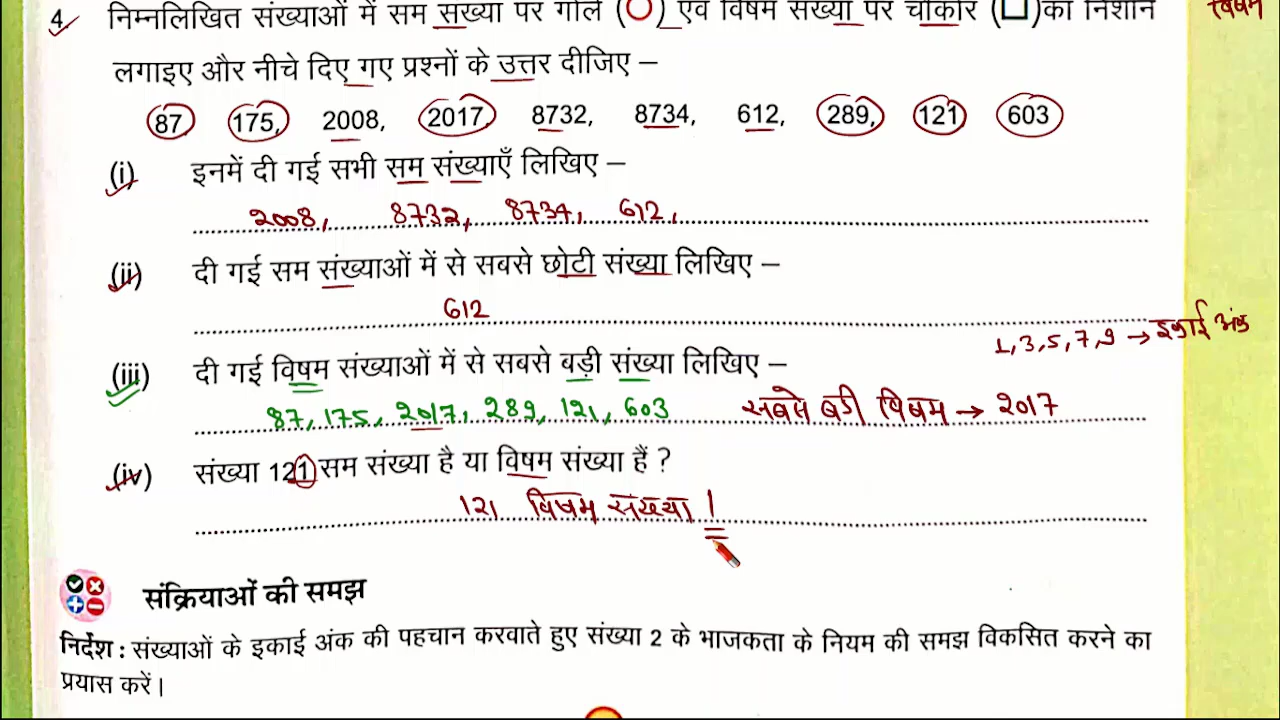 4. निम्नलिखित संख्याओं में सम सख्या पर गोले (○) एवं विषम संख्या पर चौकोर (□)का निशान
विषम
लगाइए और नीचे दिए गए प्रश्नों के उत्तर दीजिए –
87, 175, 2008, 2017 8732, 8734, 612, 289, 121 603
(i) इनमें दी गई सभी सम संख्याएँ लिखिए –
2008, 8732, 8734, 612,
(ii) दी गई सम संख्याओं में से सबसे छोटी संख्या लिखिए –
612
1,3,5,7,9 → इकाई अंक
(iii) दी गई विषम संख्याओं में से सबसे बड़ी संख्या लिखिए –
87, 175, 2017, 289, 121, 603 सबसे बडी विषम → 2017
(iv) संख्या 121 सम संख्या है या विषम संख्या हैं ?
121 विषम सख्या ।
संक्रियाओं की समझ
निर्देश : संख्याओं के इकाई अंक की पहचान करवाते हुए संख्या 2 के भाजकता के नियम की समझ विकसित करने का
प्रयास करें।